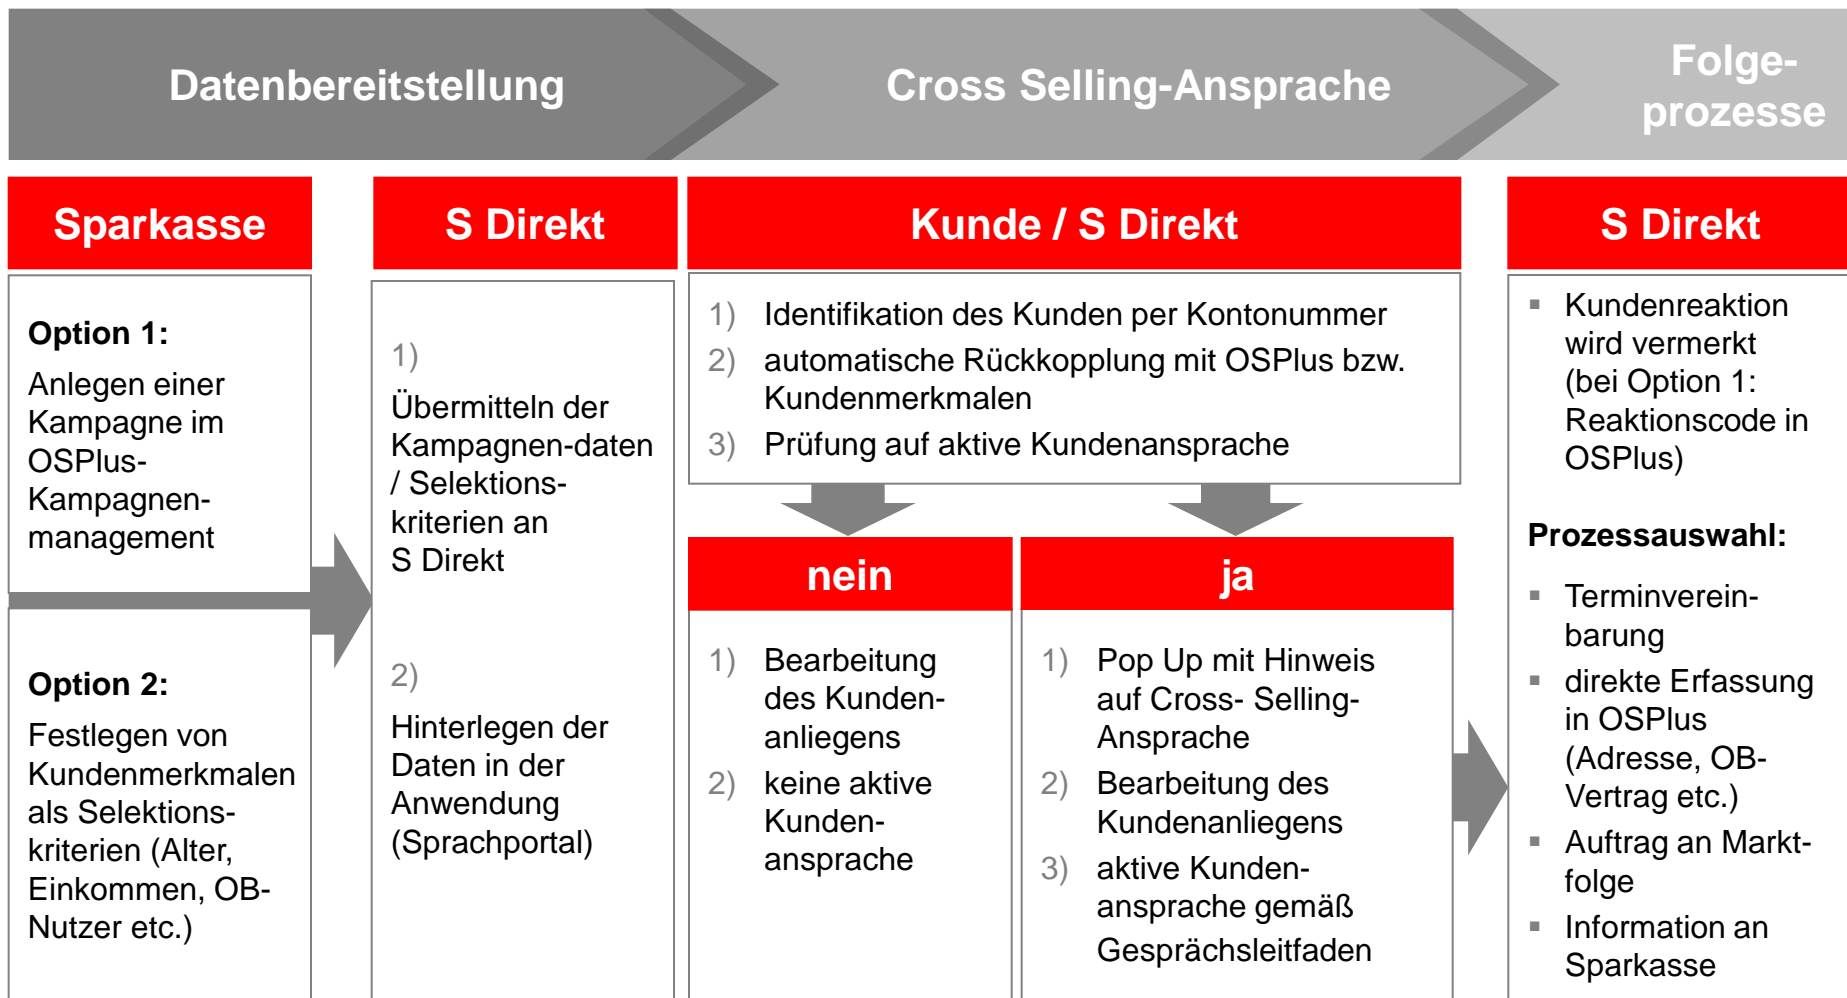 Datenbereitstellung
Cross Selling-Ansprache
Folge-
prozesse
Sparkasse
Option 1:
Anlegen einer
Kampagne im
OSPlus-
Kampagnen-
management
Option 2:
Festlegen von
Kundenmerkmalen
als Selektions-
kriterien (Alter,
Einkommen, OB-
Nutzer etc.)
S Direkt
1)
Übermitteln der
Kampagnen-daten
/ Selektions-
kriterien an
S Direkt
2)
Hinterlegen der
Daten in der
Anwendung
(Sprachportal)
Kunde / S Direkt
1) Identifikation des Kunden per Kontonummer
2) automatische Rückkopplung mit OSPlus bzw.
Kundenmerkmalen
3) Prüfung auf aktive Kundenansprache
nein
1) Bearbeitung
des Kunden-
anliegens
2) keine aktive
Kunden-
ansprache
ja
1) Pop Up mit Hinweis
auf Cross- Selling-
Ansprache
2) Bearbeitung des
Kundenanliegens
3) aktive Kunden-
ansprache gemäß
Gesprächsleitfaden
S Direkt
▪ Kundenreaktion
wird vermerkt
(bei Option 1:
Reaktionscode in
OSPlus)
Prozessauswahl:
▪ Terminverein-
barung
▪ direkte Erfassung
in OSPlus
(Adresse, OB-
Vertrag etc.)
▪ Auftrag an Markt-
folge
▪ Information an
Sparkasse